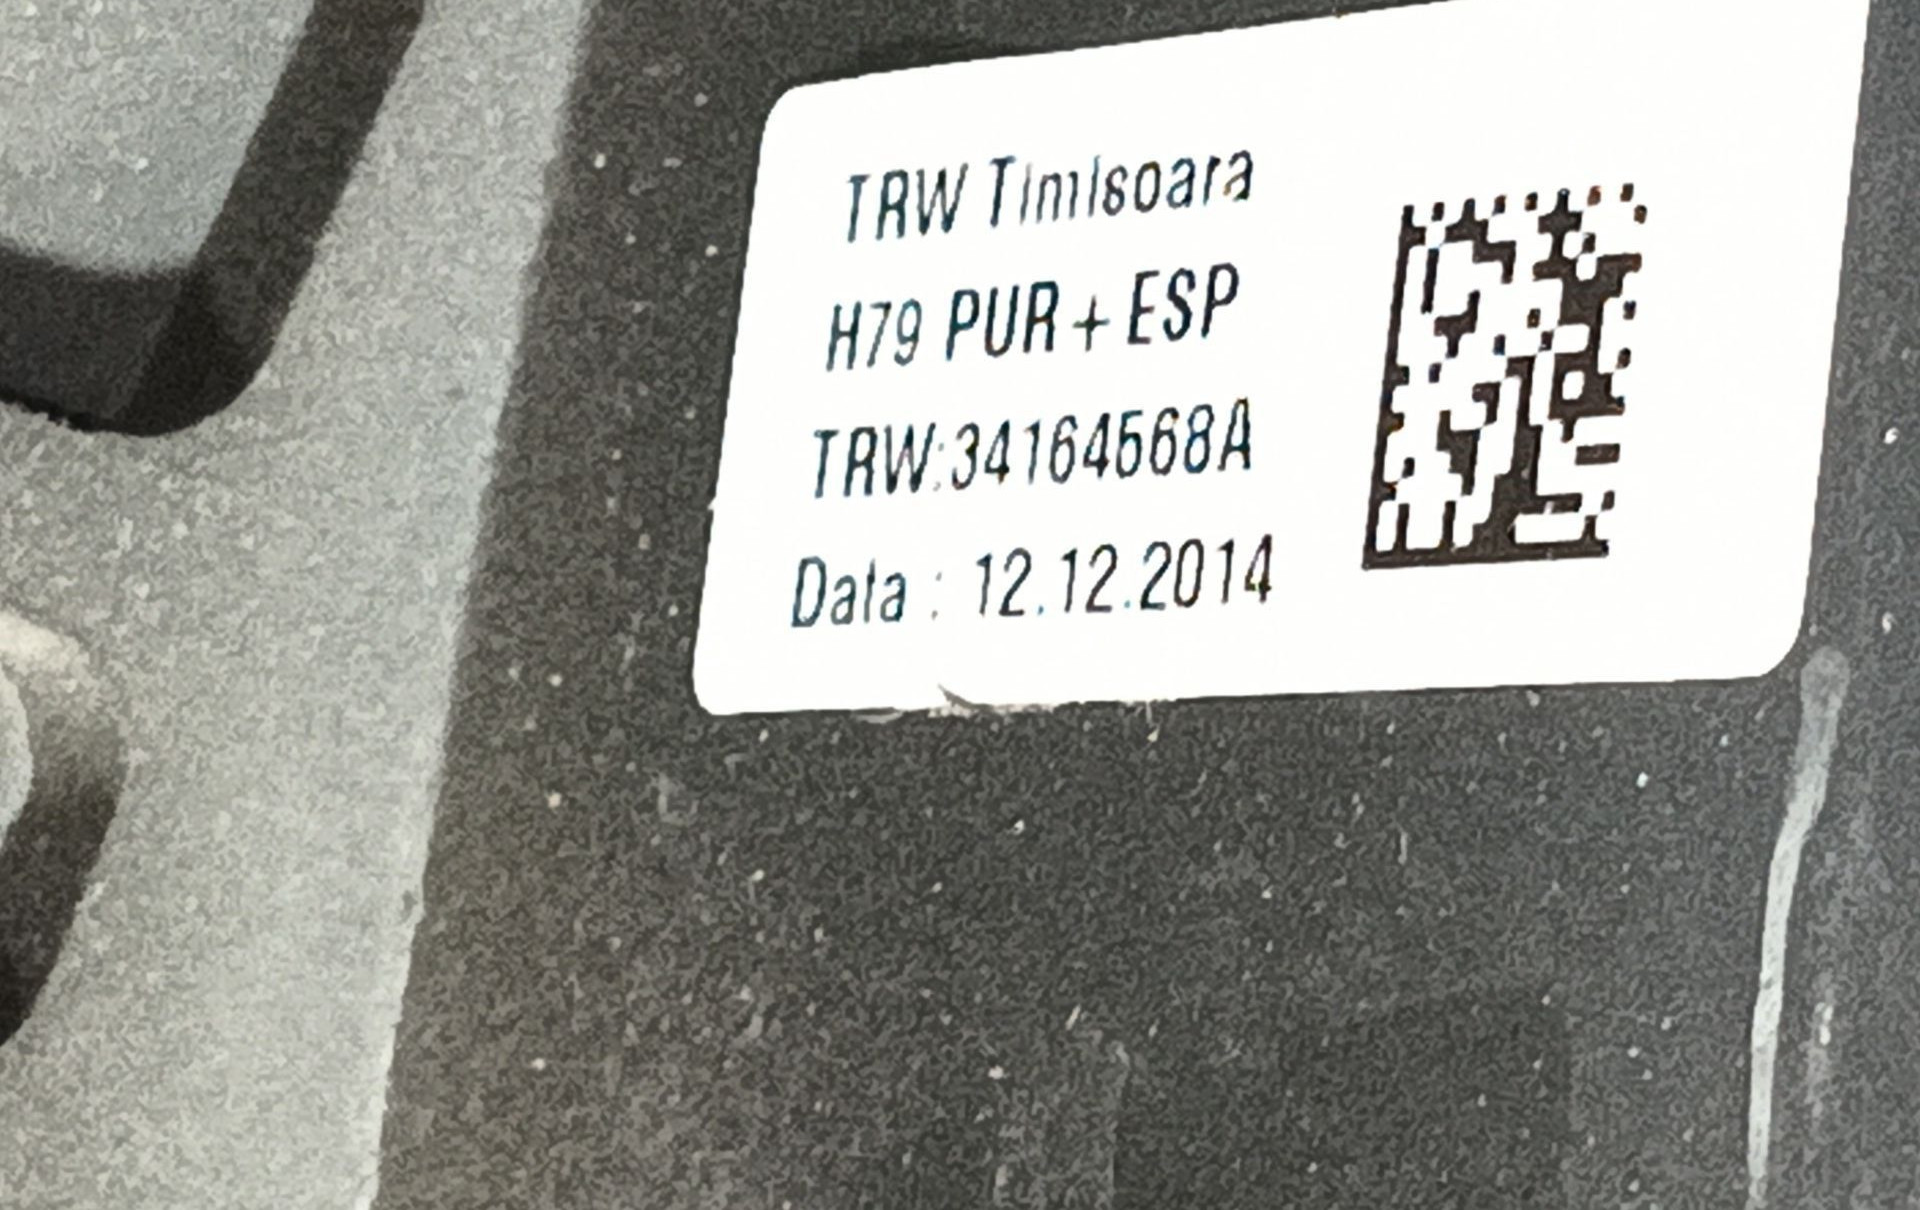 TRW Timisoara
H79 PUR + ESP
TRW:34164568A
Data : 12.12.2014